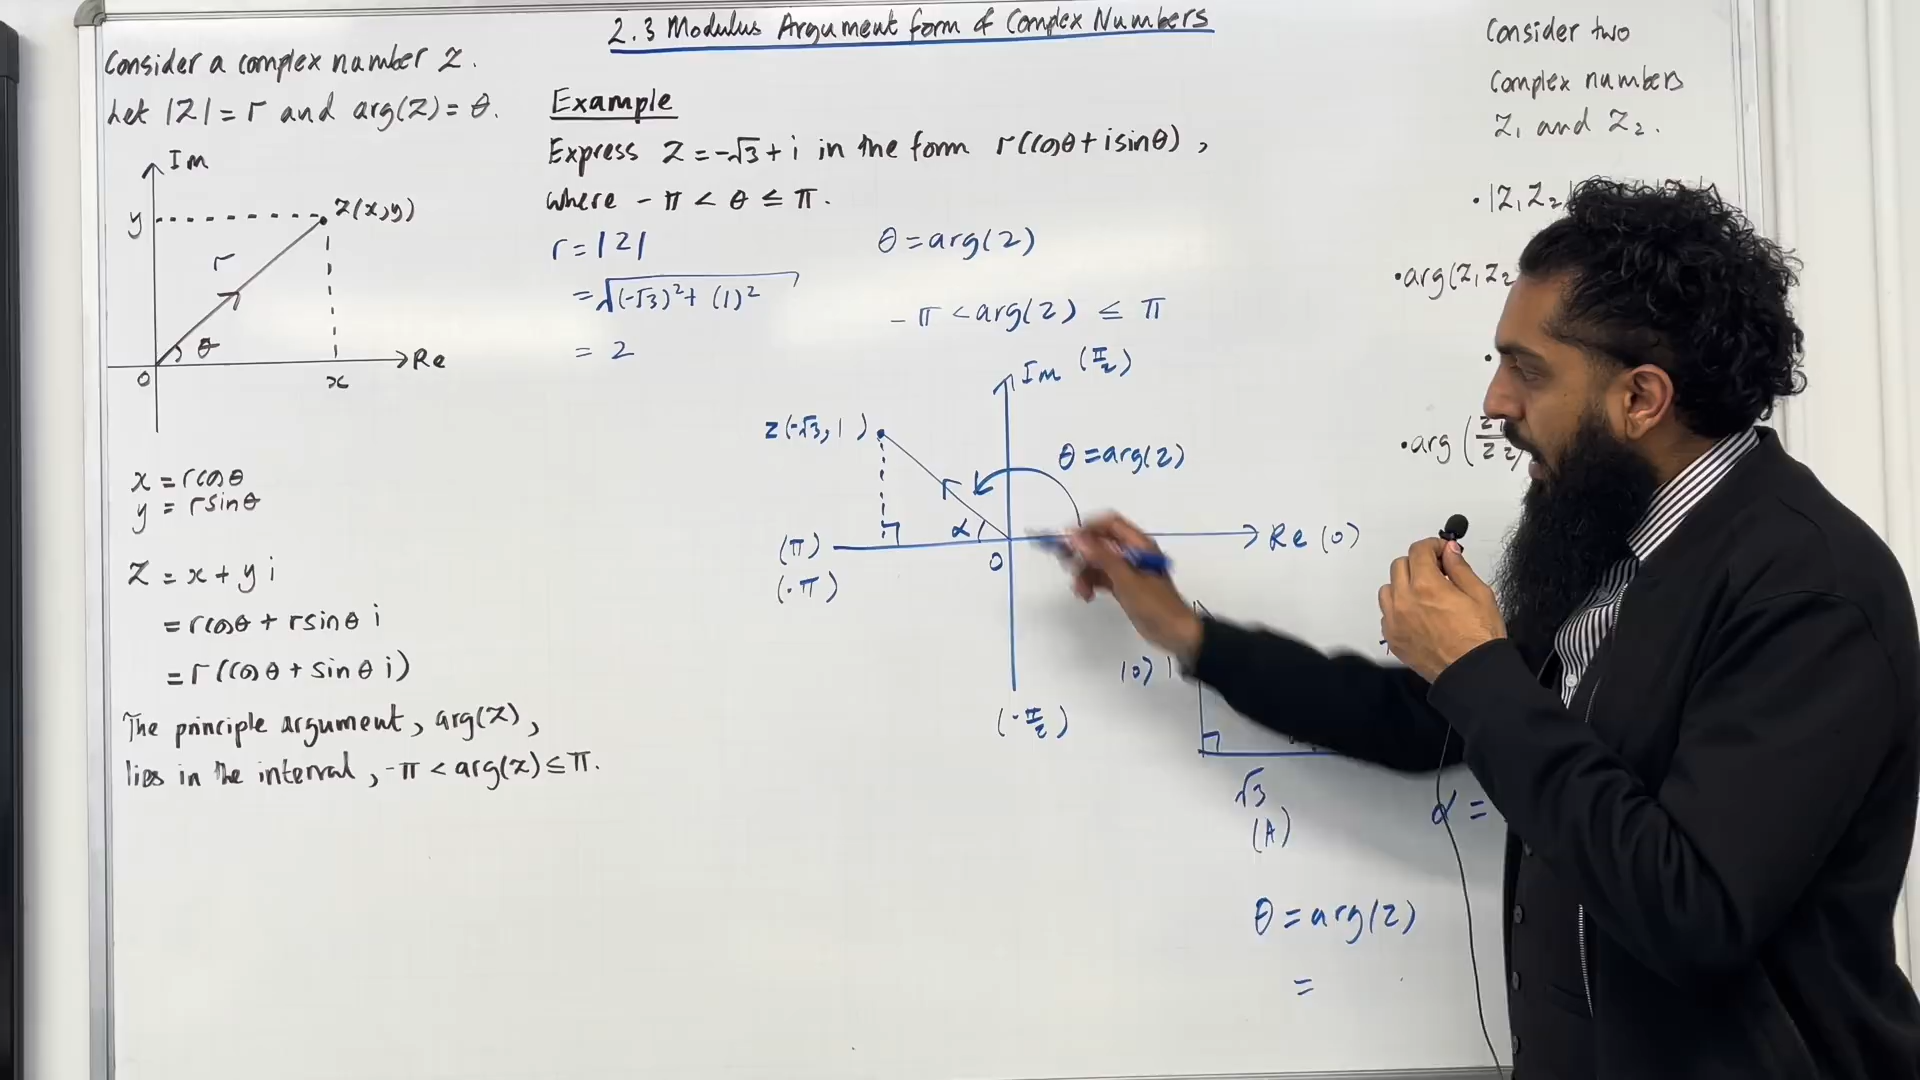 2.3 Modulus Argument form of Complex Numbers
Consider a complex number z.
Let |z| = r and arg(z) = θ.
Im
y
z(x,y)
r
θ
Re
0
x
x = rcosθ
y = rsinθ
z = x + y i
= rcosθ + rsinθ i
= r(cosθ + sinθ i)
The principle argument, arg(z),
lies in the interval, -π < arg(z) ≤ π.
Example
Express z = -√3 + i in the form r(cosθ + isinθ),
where -π < θ ≤ π.
r = |z|
= √(-√3)² + (1)²
= 2
θ = arg(z)
-π < arg(z) ≤ π
Im (π/2)
z(-√3, 1)
θ = arg(z)
α
(π)
0
Re (0)
(-π)
(-π/2)
(0) 1
√3
(A)
α =
θ = arg(z)
=
Consider two
complex numbers
z₁ and z₂.
• |z₁z₂
• arg(z₁z₂
•
• arg (